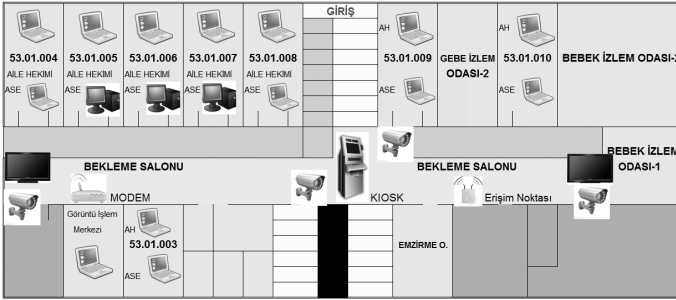 GİRİŞ
AH
AH
53.01.004
53.01.005
53.01.006
53.01.007
53.01.008
53.01.009
GEBE İZLEM
53.01.010
BEBEK İZLEM ODASI-2
AİLE HEKİMİ
AİLE HEKİMİ
AİLE HEKİMİ
AİLE HEKİMİ
AİLE HEKİMİ
ODASI-2
ASE
ASE
ASE
ASE
ASE
ASE
ASE
BEBEK İZLEM
ODASI-1
BEKLEME SALONU
BEKLEME SALONU
MODEM
KIOSK
Erişim Noktası
Görüntü İşlem
Merkezi
AH
53.01.003
ASE
EMZİRME O.